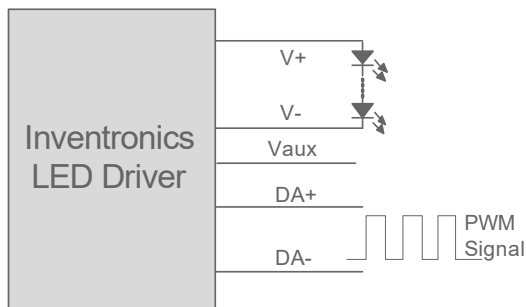 Inventronics
LED Driver
V+
V-
Vaux
DA+
DA-
PWM
Signal